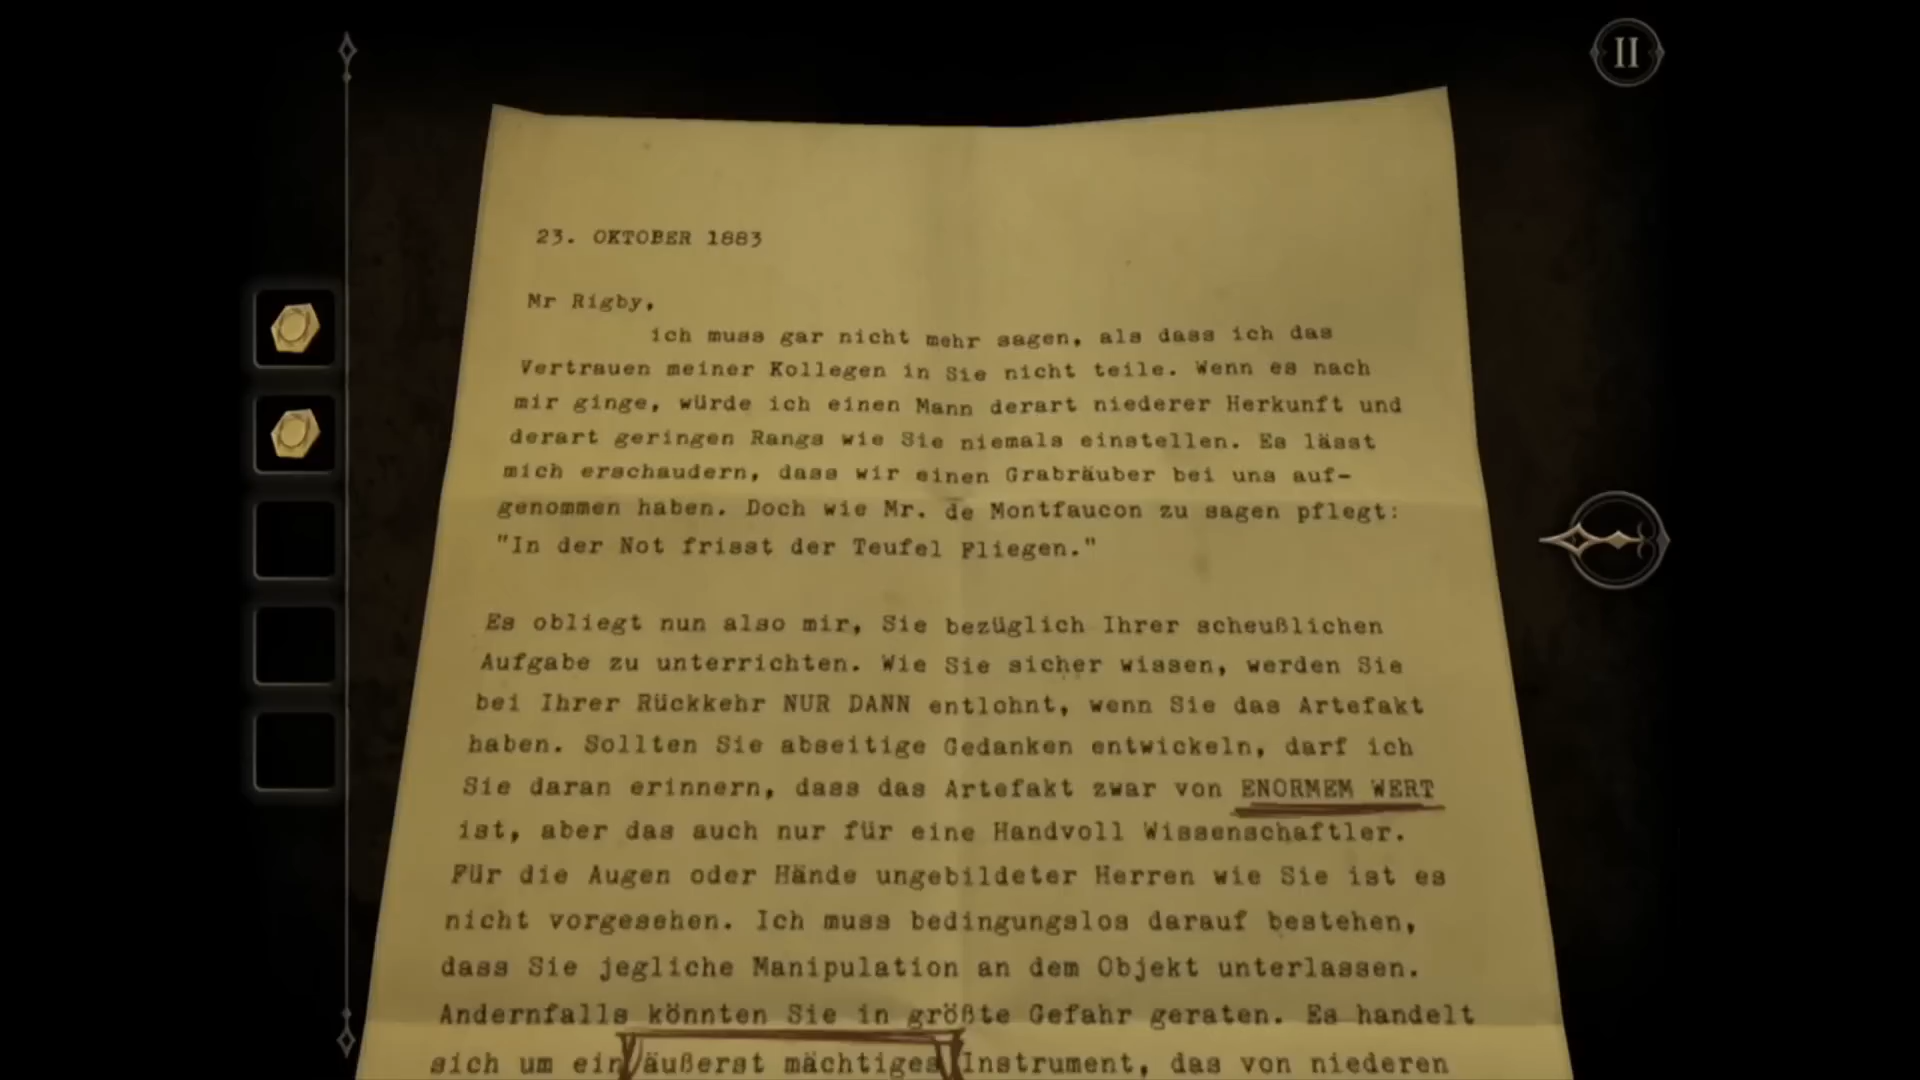 II
23. OKTOBER 1883
Mr Rigby,
ich muss gar nicht mehr sagen, als dass ich das
Vertrauen meiner Kollegen in Sie nicht teile. Wenn es nach
mir ginge, würde ich einen Mann derart niederer Herkunft und
derart geringen Rangs wie Sie niemals einstellen. Es lässt
mich erschaudern, dass wir einen Grabräuber bei uns auf-
genommen haben. Doch wie Mr. de Montfaucon zu sagen pflegt:
"In der Not frisst der Teufel Fliegen."
Es obliegt nun also mir, Sie bezüglich Ihrer scheußlichen
Aufgabe zu unterrichten. Wie Sie sicher wissen, werden Sie
bei Ihrer Rückkehr NUR DANN entlohnt, wenn Sie das Artefakt
haben. Sollten Sie abseitige Gedanken entwickeln, darf ich
Sie daran erinnern, dass das Artefakt zwar von ENORMEM WERT
ist, aber das auch nur für eine Handvoll Wissenschaftler.
Für die Augen oder Hände ungebildeter Herren wie Sie ist es
nicht vorgesehen. Ich muss bedingungslos darauf bestehen,
dass Sie jegliche Manipulation an dem Objekt unterlassen.
Andernfalls könnten Sie in größte Gefahr geraten. Es handelt
sich um ein äußerst mächtiges Instrument, das von niederen